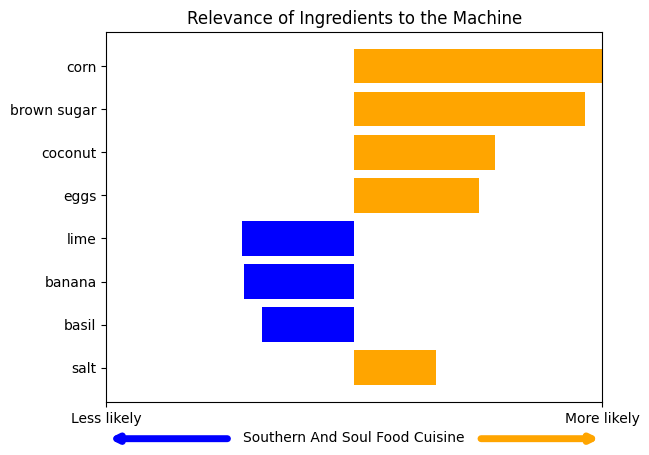 Relevance of Ingredients to the Machine
corn
brown sugar
coconut
eggs
lime
banana
basil
salt
Less likely More likely
Southern And Soul Food Cuisine